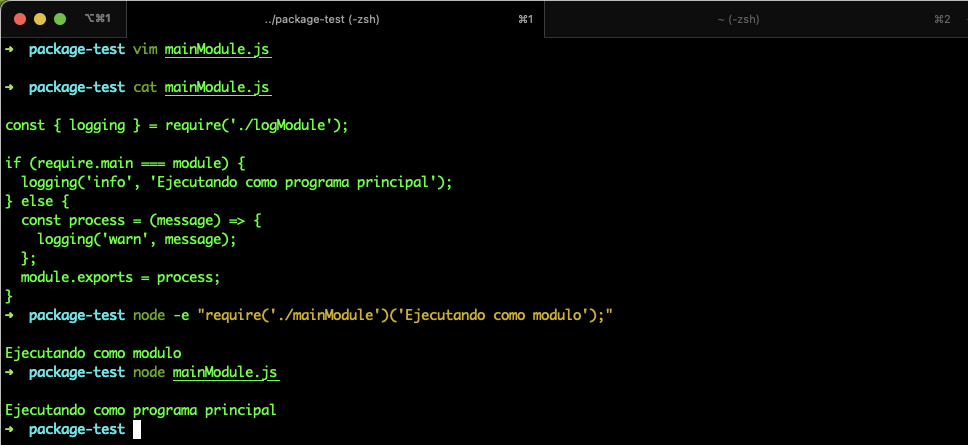 ⌥⌘1
../package-test (-zsh)
⌘1
~ (-zsh)
⌘2
➜ package-test vim mainModule.js
➜ package-test cat mainModule.js
const { logging } = require('./logModule');
if (require.main === module) {
  logging('info', 'Ejecutando como programa principal');
} else {
  const process = (message) => {
    logging('warn', message);
  };
  module.exports = process;
}
➜ package-test node -e "require('./mainModule')('Ejecutando como modulo');"
Ejecutando como modulo
➜ package-test node mainModule.js
Ejecutando como programa principal
➜ package-test